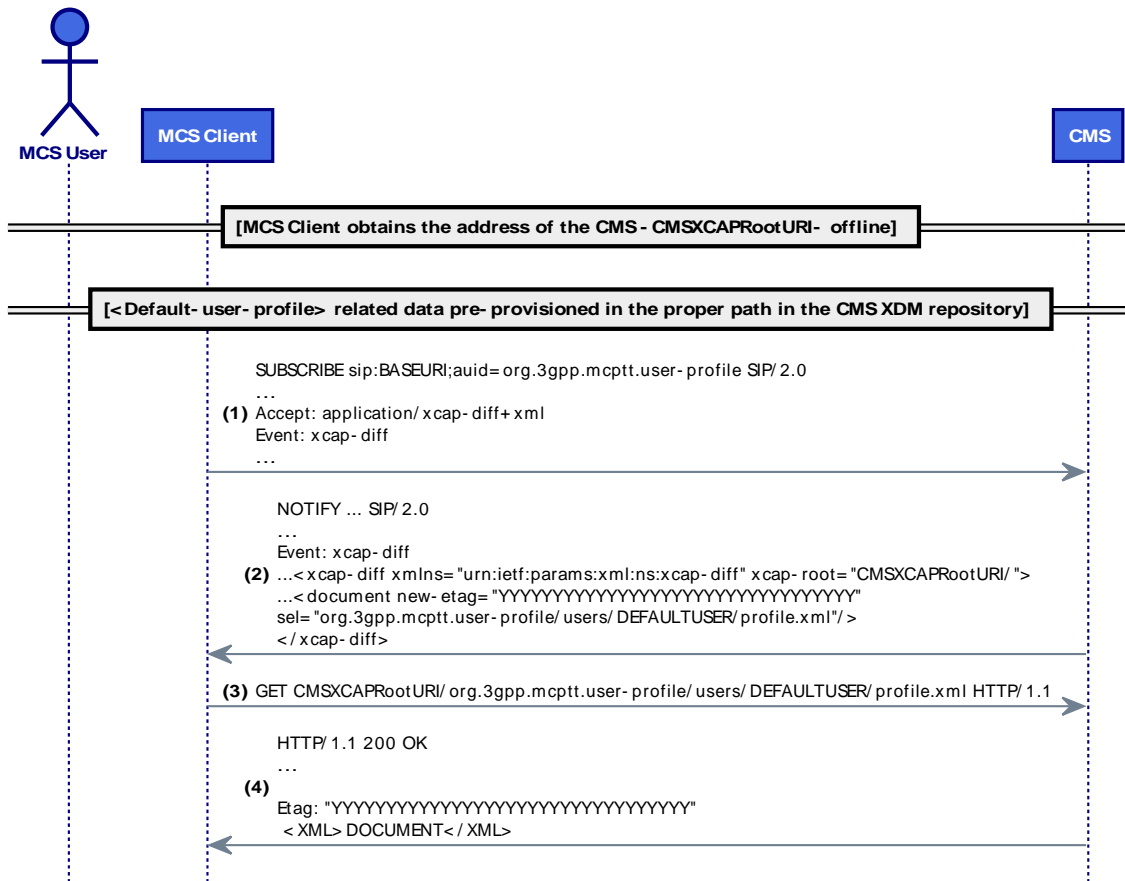 MCS User
MCS Client
CMS
[MCS Client obtains the address of the CMS - CMSXCAPRootURI- offline]
[<Default-user-profile> related data pre-provisioned in the proper path in the CMS XDM repository]
SUBSCRIBE sip:BASEURI;auid=org.3gpp.mcptt.user-profile SIP/2.0
...
(1) Accept: application/xcap-diff+xml
Event: xcap-diff
...
NOTIFY ... SIP/2.0
...
Event: xcap-diff
(2) ...<xcap-diff xmlns="urn:ietf:params:xml:ns:xcap-diff" xcap-root="CMSXCAPRootURI/">
...<document new-etag="YYYYYYYYYYYYYYYYYYYYYYYYYYYYYYYYY"
sel="org.3gpp.mcptt.user-profile/users/DEFAULTUSER/profile.xml"/>
</xcap-diff>
(3) GET CMSXCAPRootURI/org.3gpp.mcptt.user-profile/users/DEFAULTUSER/profile.xml HTTP/1.1
HTTP/1.1 200 OK
...
(4)
Etag: "YYYYYYYYYYYYYYYYYYYYYYYYYYYYYYYYY"
<XML>DOCUMENT</XML>